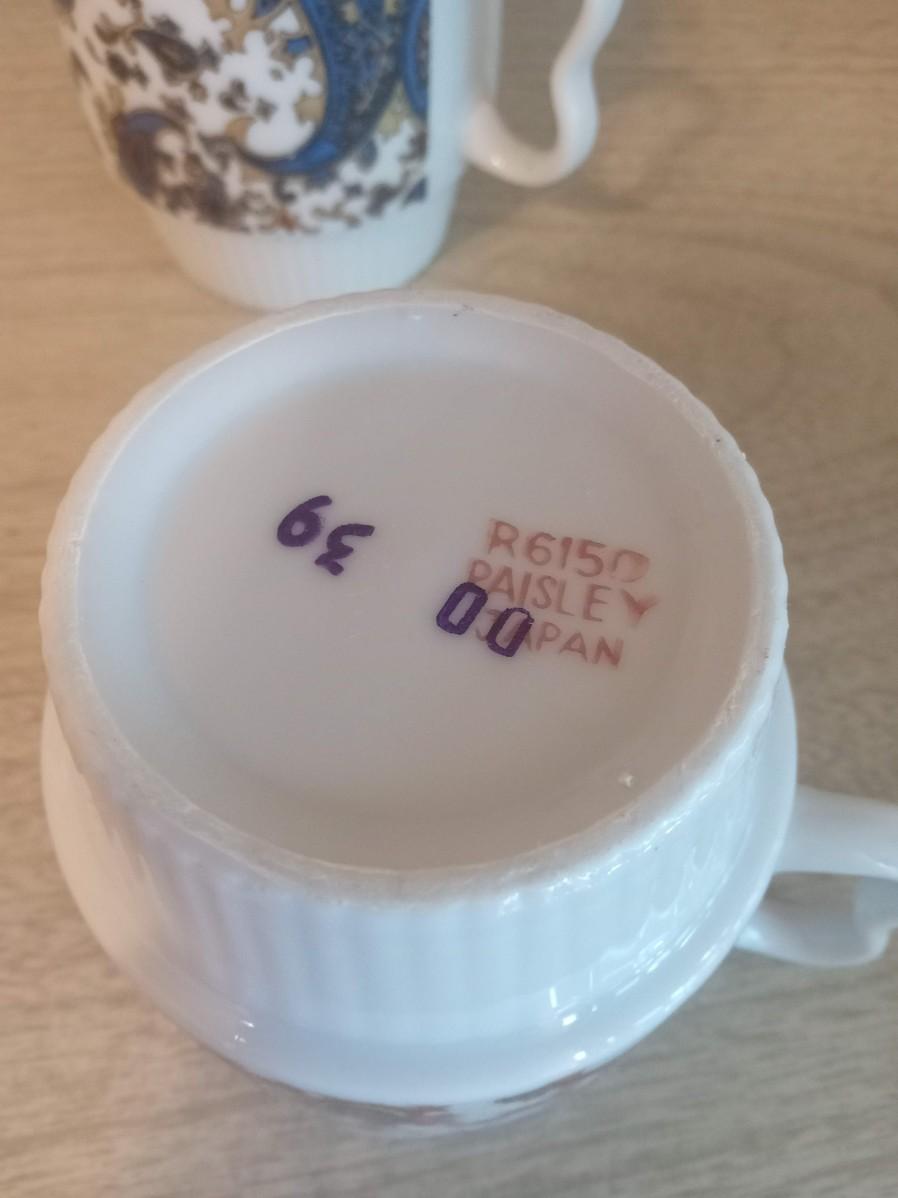 R6150
PAISLEY
JAPAN
00
39